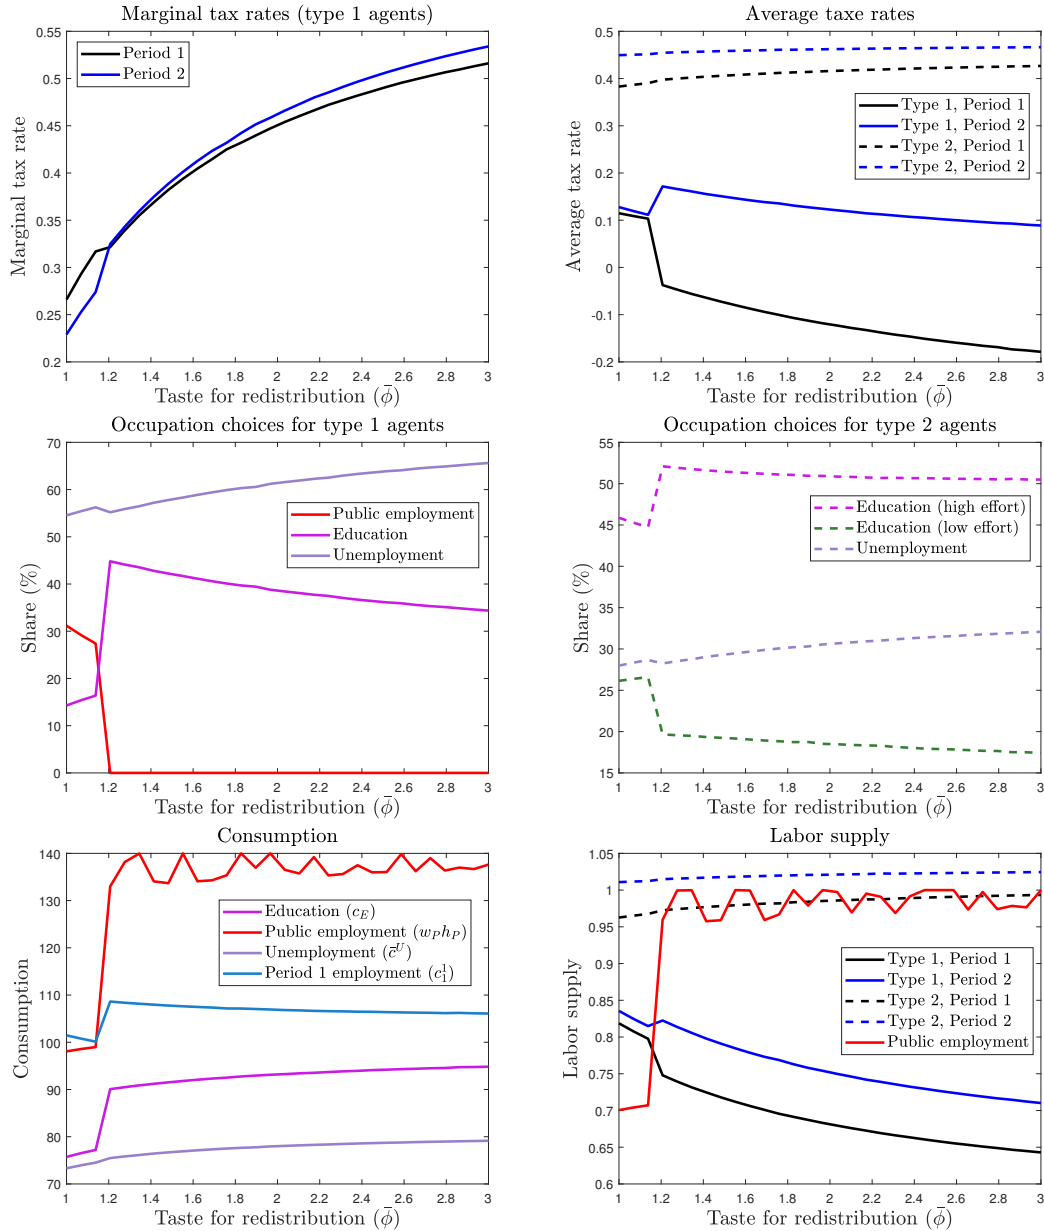 Marginal tax rates (type 1 agents)
Marginal tax rate
0.55
0.5
0.45
0.4
0.35
0.3
0.25
0.2
Period 1
Period 2
1 1.2 1.4 1.6 1.8 2 2.2 2.4 2.6 2.8 3
Taste for redistribution (ϕ̄)
Average taxe rates
Average tax rate
0.5
0.4
0.3
0.2
0.1
0
-0.1
-0.2
Type 1, Period 1
Type 1, Period 2
Type 2, Period 1
Type 2, Period 2
1 1.2 1.4 1.6 1.8 2 2.2 2.4 2.6 2.8 3
Taste for redistribution (ϕ̄)
Occupation choices for type 1 agents
Share (%)
70
60
50
40
30
20
10
0
Public employment
Education
Unemployment
1 1.2 1.4 1.6 1.8 2 2.2 2.4 2.6 2.8 3
Taste for redistribution (ϕ̄)
Occupation choices for type 2 agents
Share (%)
55
50
45
40
35
30
25
20
15
Education (high effort)
Education (low effort)
Unemployment
1 1.2 1.4 1.6 1.8 2 2.2 2.4 2.6 2.8 3
Taste for redistribution (ϕ̄)
Consumption
Consumption
140
130
120
110
100
90
80
70
Education (c_E)
Public employment (w_P h_P)
Unemployment (c̄^U)
Period 1 employment (c_1^1)
1 1.2 1.4 1.6 1.8 2 2.2 2.4 2.6 2.8 3
Taste for redistribution (ϕ̄)
Labor supply
Labor supply
1.05
1
0.95
0.9
0.85
0.8
0.75
0.7
0.65
0.6
Type 1, Period 1
Type 1, Period 2
Type 2, Period 1
Type 2, Period 2
Public employment
1 1.2 1.4 1.6 1.8 2 2.2 2.4 2.6 2.8 3
Taste for redistribution (ϕ̄)